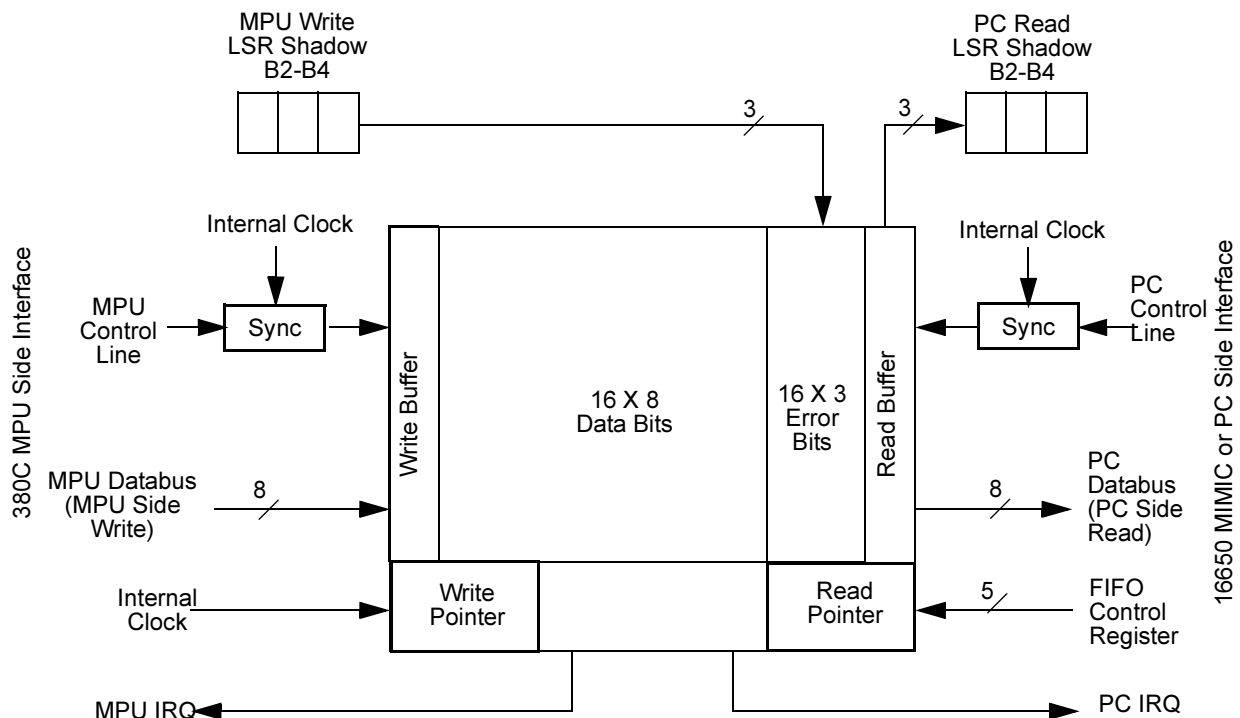 MPU Write
LSR Shadow
B2-B4
PC Read
LSR Shadow
B2-B4
3
3
Internal Clock
Internal Clock
380C MPU Side Interface
MPU
Control
Line
Sync
Write Buffer
16 X 8
Data Bits
16 X 3
Error
Bits
Read Buffer
Sync
PC
Control
Line
16650 MIMIC or PC Side Interface
MPU Databus
(MPU Side
Write)
8
8
PC
Databus
(PC Side
Read)
Internal
Clock
Write
Pointer
Read
Pointer
5
FIFO
Control
Register
MPU IRQ
PC IRQ